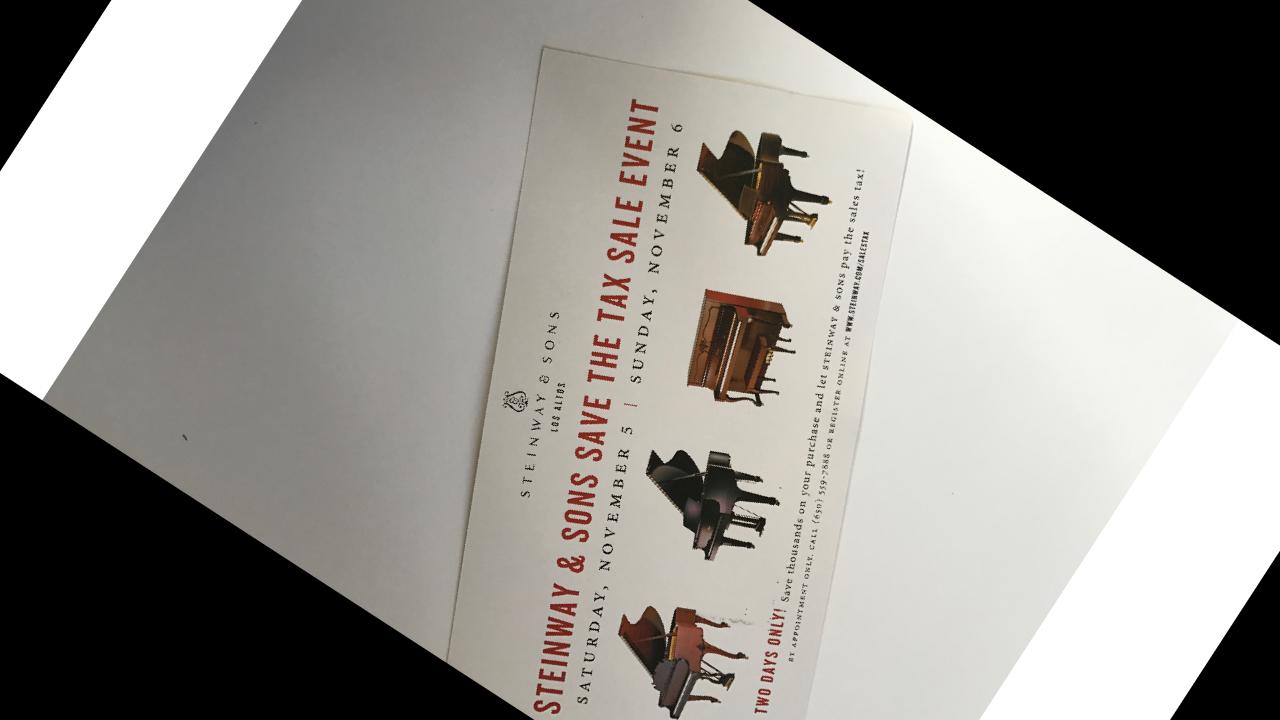 STEINWAY & SONS
LOS ALTOS
STEINWAY & SONS SAVE THE TAX SALE EVENT
SATURDAY, NOVEMBER 5 | SUNDAY, NOVEMBER 6
TWO DAYS ONLY! Save thousands on your purchase and let STEINWAY & SONS pay the sales tax!
BY APPOINTMENT ONLY. CALL (650) 559-7888 OR REGISTER ONLINE AT WWW.STEINWAY.COM/SALESTAX